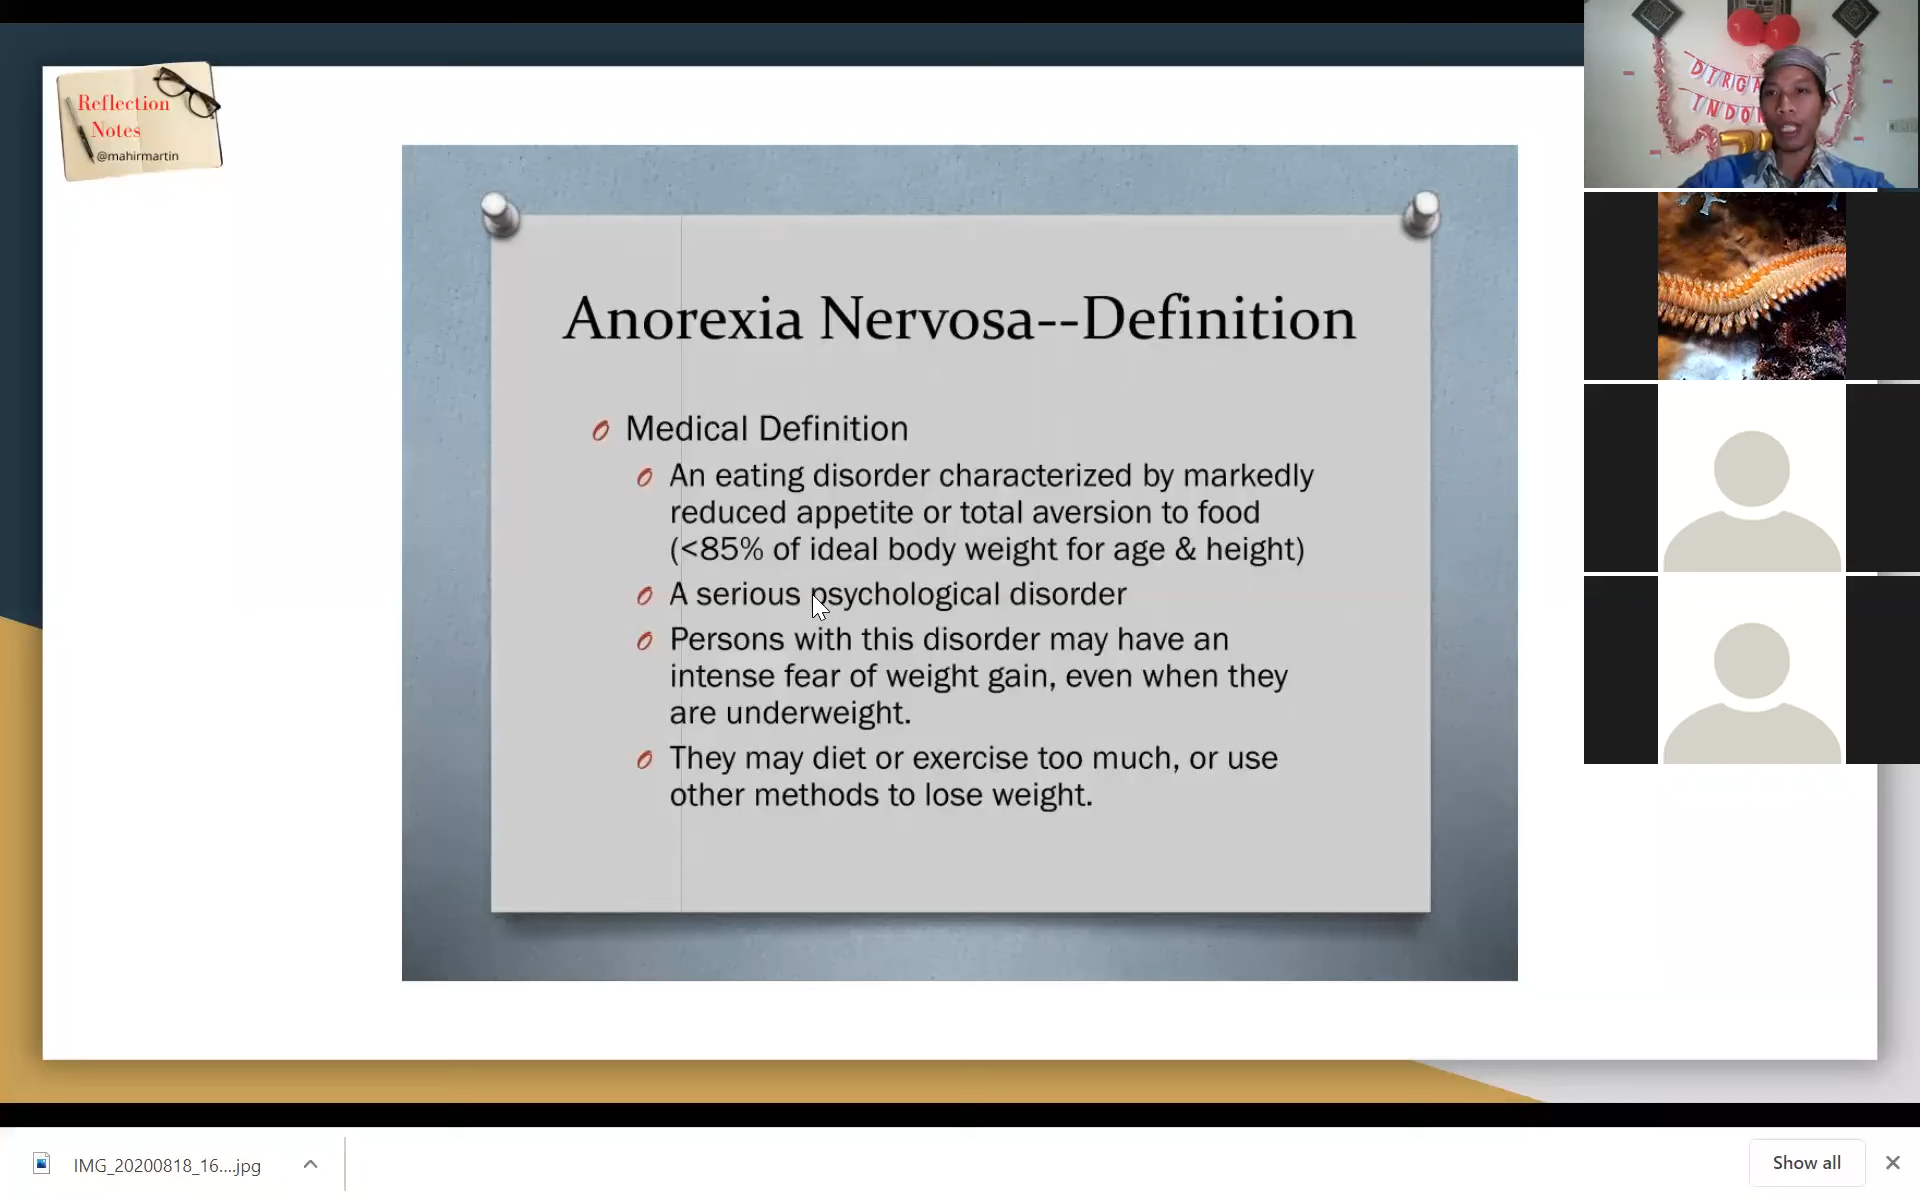 Reflection
Notes
@mahirmartin
Anorexia Nervosa--Definition
Medical Definition
An eating disorder characterized by markedly
reduced appetite or total aversion to food
(<85% of ideal body weight for age & height)
A serious psychological disorder
Persons with this disorder may have an
intense fear of weight gain, even when they
are underweight.
They may diet or exercise too much, or use
other methods to lose weight.
IMG_20200818_16....jpg
Show all